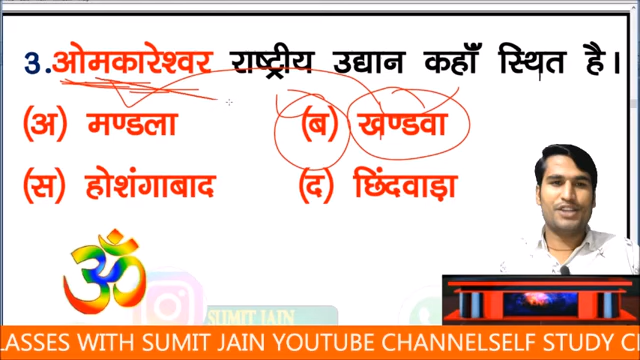 3.ओमकारेश्वर राष्ट्रीय उद्यान कहाँ स्थित है।
(अ) मण्डला (ब) खण्डवा
(स) होशंगाबाद (द) छिंदवाड़ा
ॐ
SUMIT JAIN
LASSES WITH SUMIT JAIN YOUTUBE CHANNELSELF STUDY C